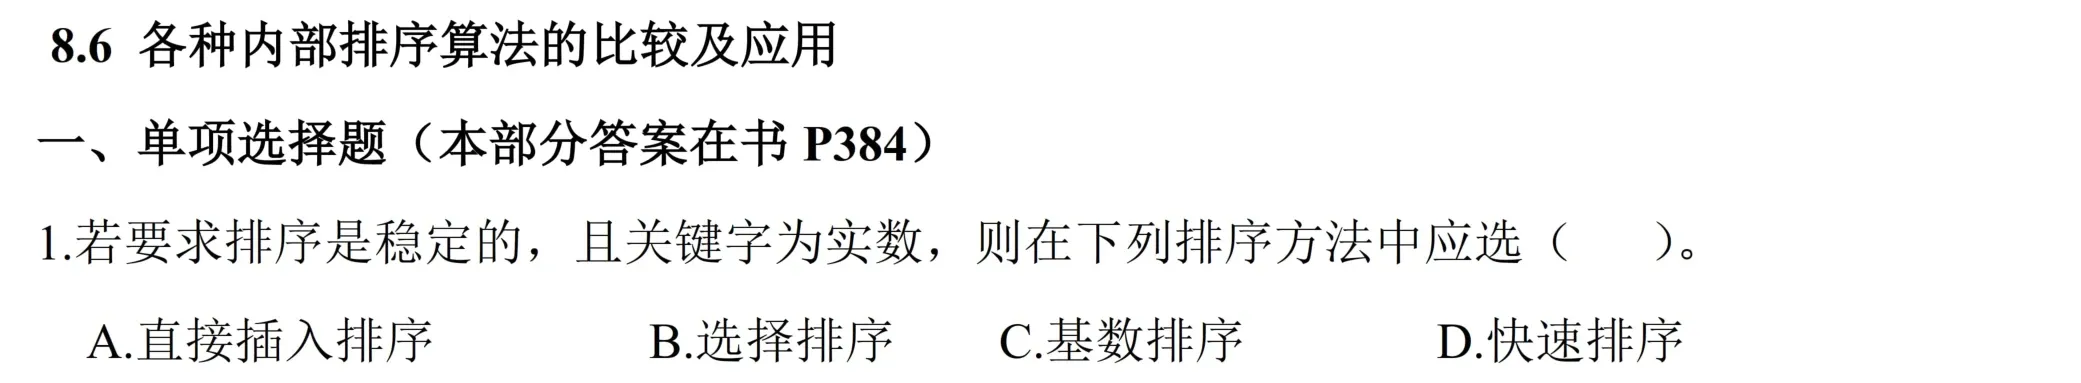 8.6 各种内部排序算法的比较及应用
一、单项选择题（本部分答案在书 P384）
1.若要求排序是稳定的，且关键字为实数，则在下列排序方法中应选（ ）。
A.直接插入排序 B.选择排序 C.基数排序 D.快速排序